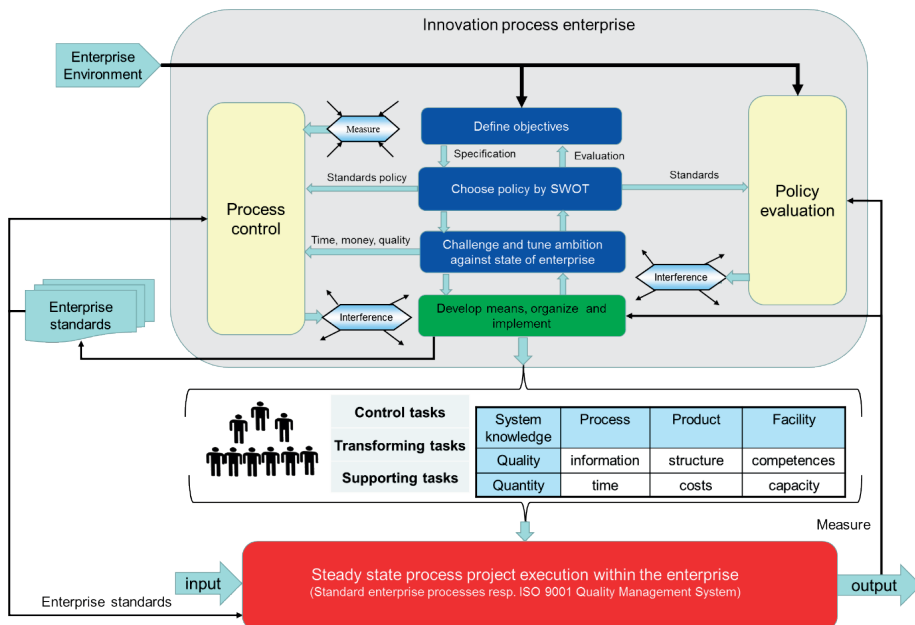 Innovation process enterprise
Enterprise
Environment
Measure
Define objectives
Specification
Evaluation
Standards policy
Choose policy by SWOT
Standards
Process
control
Policy
evaluation
Time, money, quality
Challenge and tune ambition
against state of enterprise
Interference
Enterprise
standards
Interference
Develop means, organize and
implement
Control tasks
Transforming tasks
Supporting tasks
System
knowledge
Process
Product
Facility
Quality
information
structure
competences
Quantity
time
costs
capacity
Measure
input
Steady state process project execution within the enterprise
(Standard enterprise processes resp. ISO 9001 Quality Management System)
output
Enterprise standards